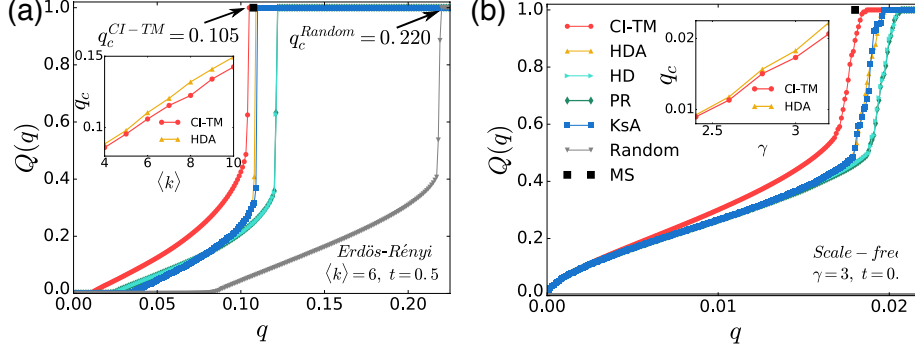 (a)
q_c^{CI-TM}=0.105
q_c^{Random}=0.220
1.0
0.8
0.6
0.4
0.2
0.0
Q(q)
0.15
0.1
q_c
4 6 8 10
⟨k⟩
CI-TM
HDA
Erdös-Rényi
⟨k⟩=6, t=0.5
0.00 0.05 0.10 0.15 0.20
q
(b)
1.0
0.8
0.6
0.4
0.2
0.0
Q(q)
CI-TM
HDA
HD
PR
KsA
Random
MS
0.02
0.01
q_c
2.5 3
γ
CI-TM
HDA
Scale-free
γ=3, t=0.
0.01 0.02
q